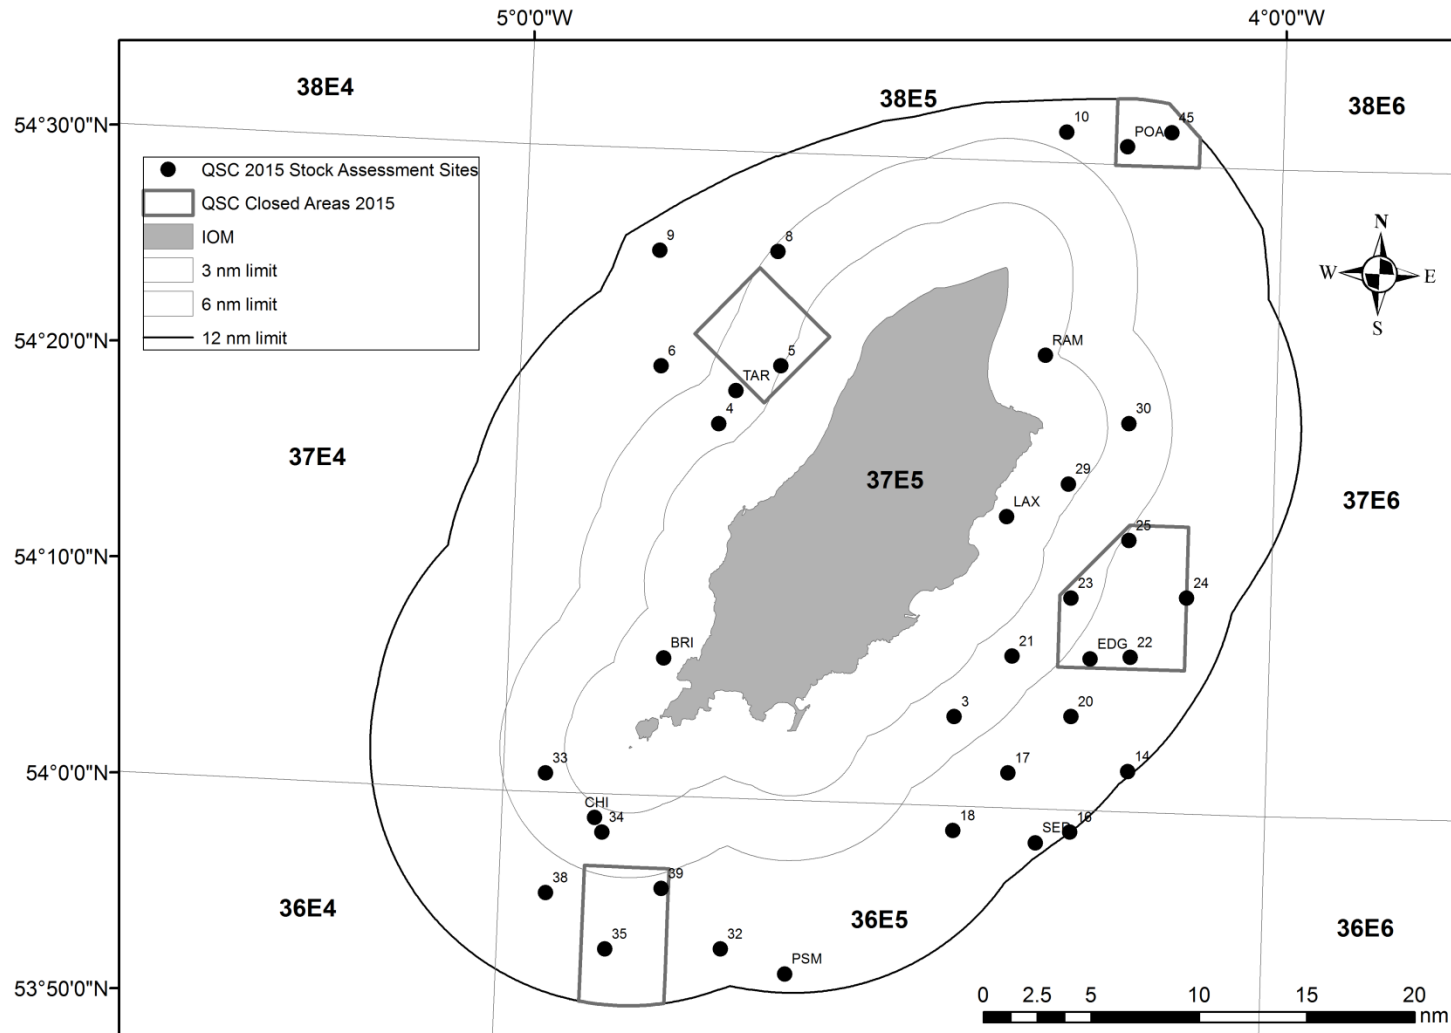 5°0'0"W
4°0'0"W
38E4
38E5
38E6
54°30'0"N
10
45
POA
QSC 2015 Stock Assessment Sites
QSC Closed Areas 2015
IOM
3 nm limit
6 nm limit
12 nm limit
9
8
N
W
E
S
54°20'0"N
6
5
TAR
4
RAM
30
37E4
37E5
37E6
29
LAX
25
54°10'0"N
23
24
BRI
21
EDG
22
3
20
54°0'0"N
33
17
14
CHI
34
18
SED
16
38
39
36E4
36E5
36E6
35
32
PSM
53°50'0"N
0
2.5
5
10
15
20
nm